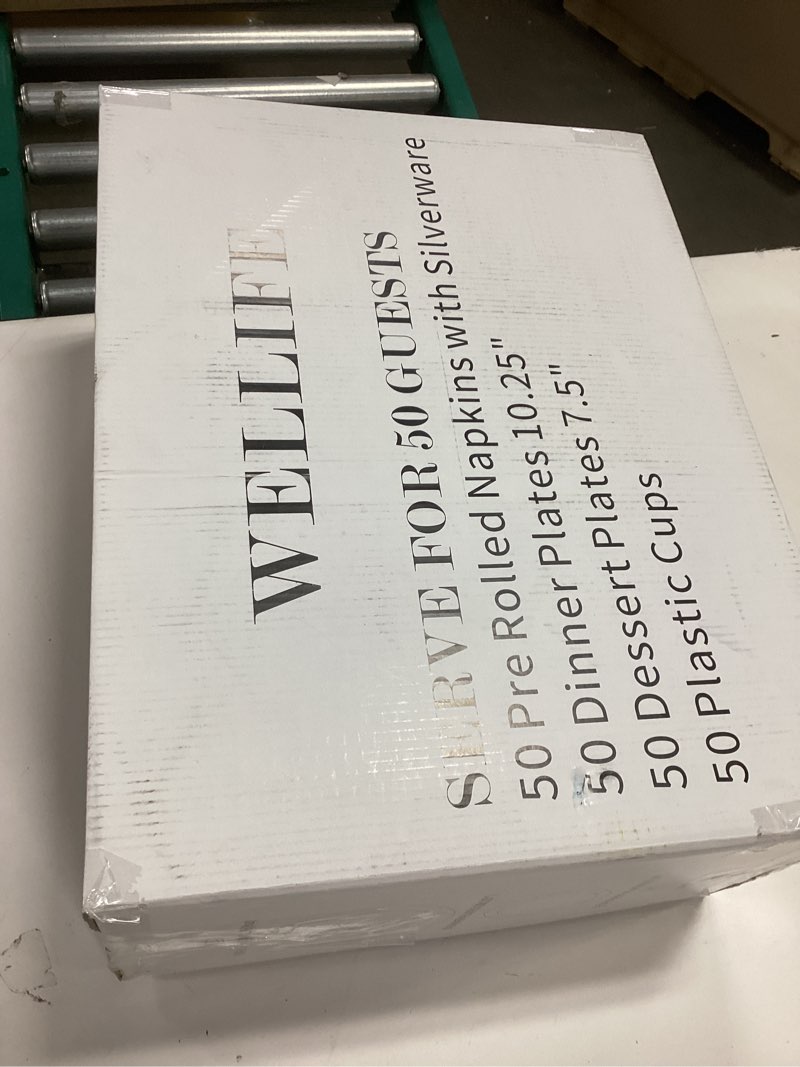 WELLLIFE
SERVE FOR 50 GUESTS
50 Pre Rolled Napkins with Silverware
50 Dinner Plates 10.25"
50 Dessert Plates 7.5"
50 Plastic Cups